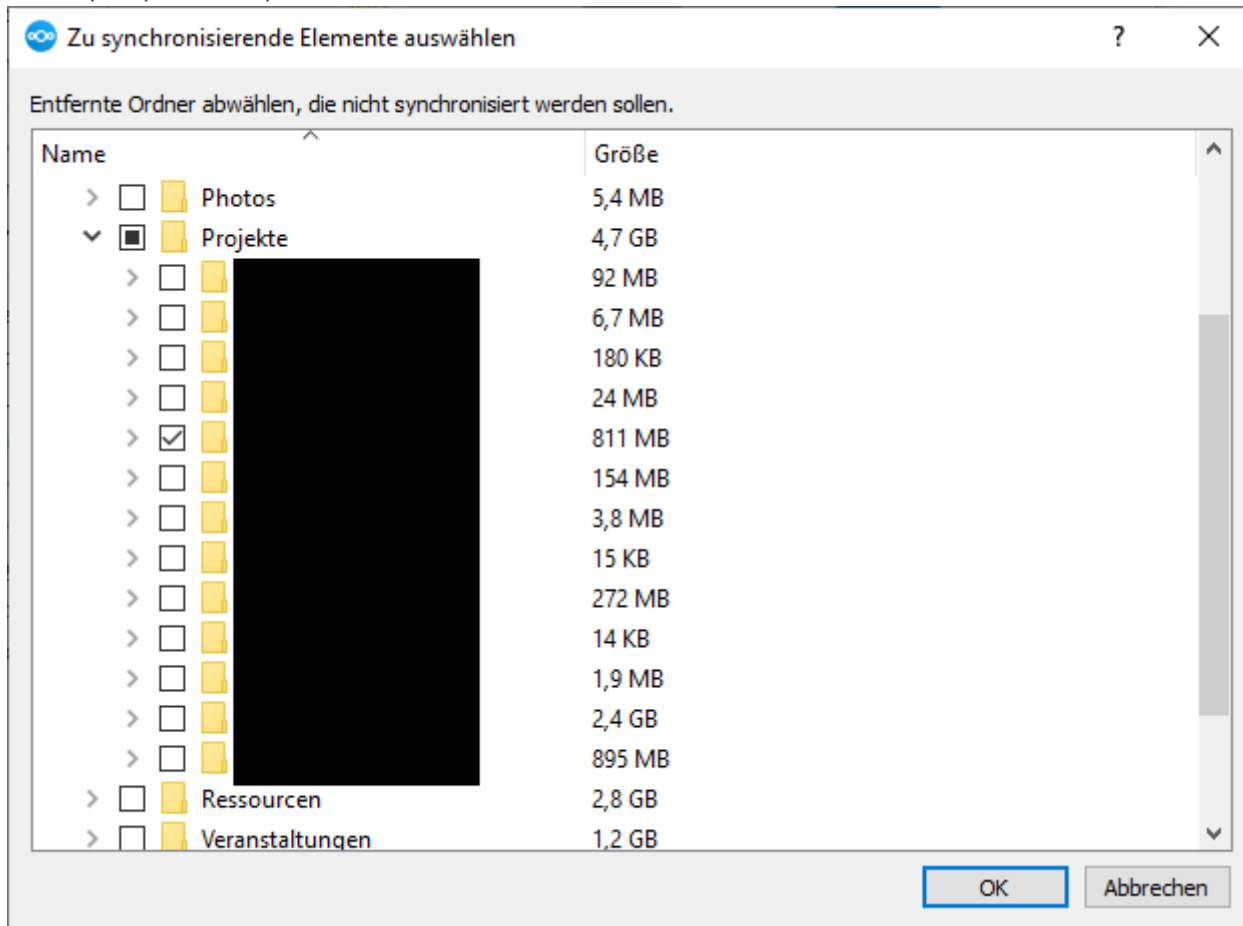 Zu synchronisierende Elemente auswählen ?
Entfernte Ordner abwählen, die nicht synchronisiert werden sollen.
Name Größe
Photos 5,4 MB
Projekte 4,7 GB
92 MB
6,7 MB
180 KB
24 MB
811 MB
154 MB
3,8 MB
15 KB
272 MB
14 KB
1,9 MB
2,4 GB
895 MB
Ressourcen 2,8 GB
Veranstaltungen 1,2 GB
OK Abbrechen